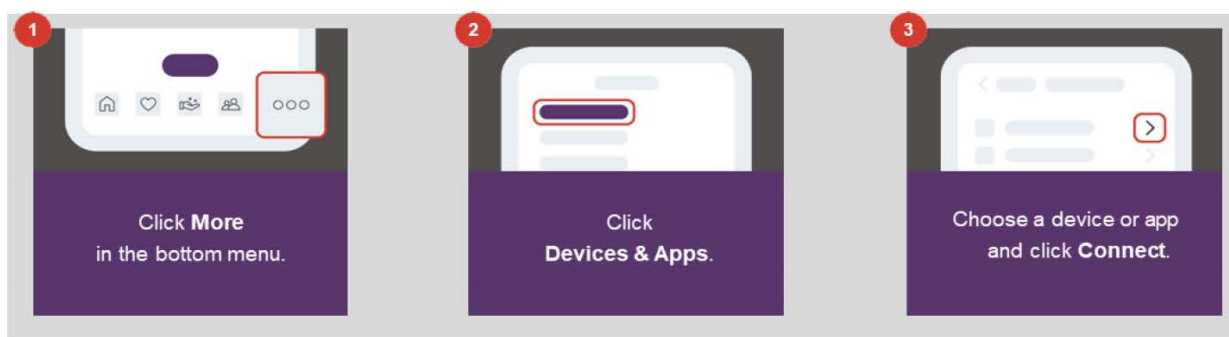 1
Click More
in the bottom menu.
2
Click
Devices & Apps.
3
Choose a device or app
and click Connect.